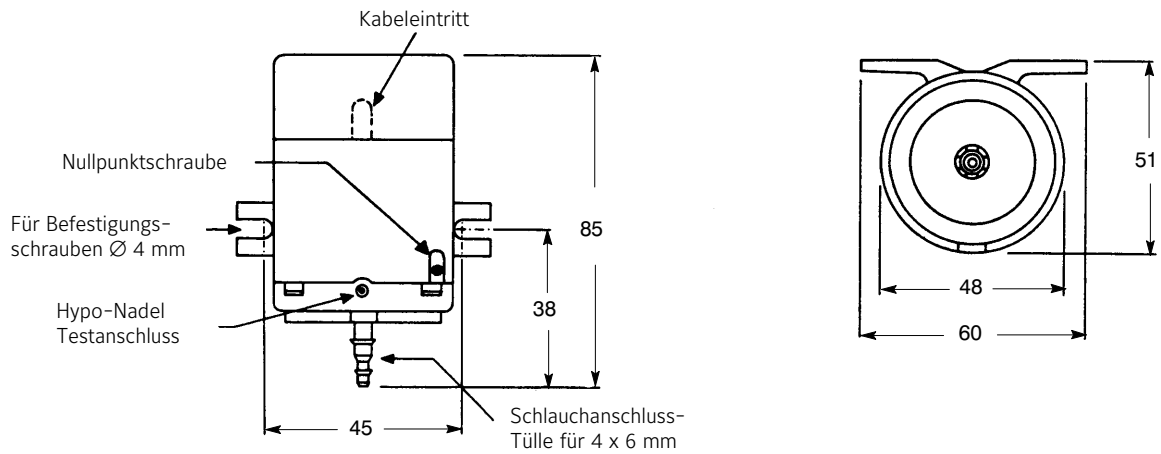 Kabeleintritt
Nullpunktschraube
Für Befestigungs-
schrauben Ø 4 mm
Hypo-Nadel
Testanschluss
85
38
45
Schlauchanschluss-
Tülle für 4 x 6 mm
51
48
60